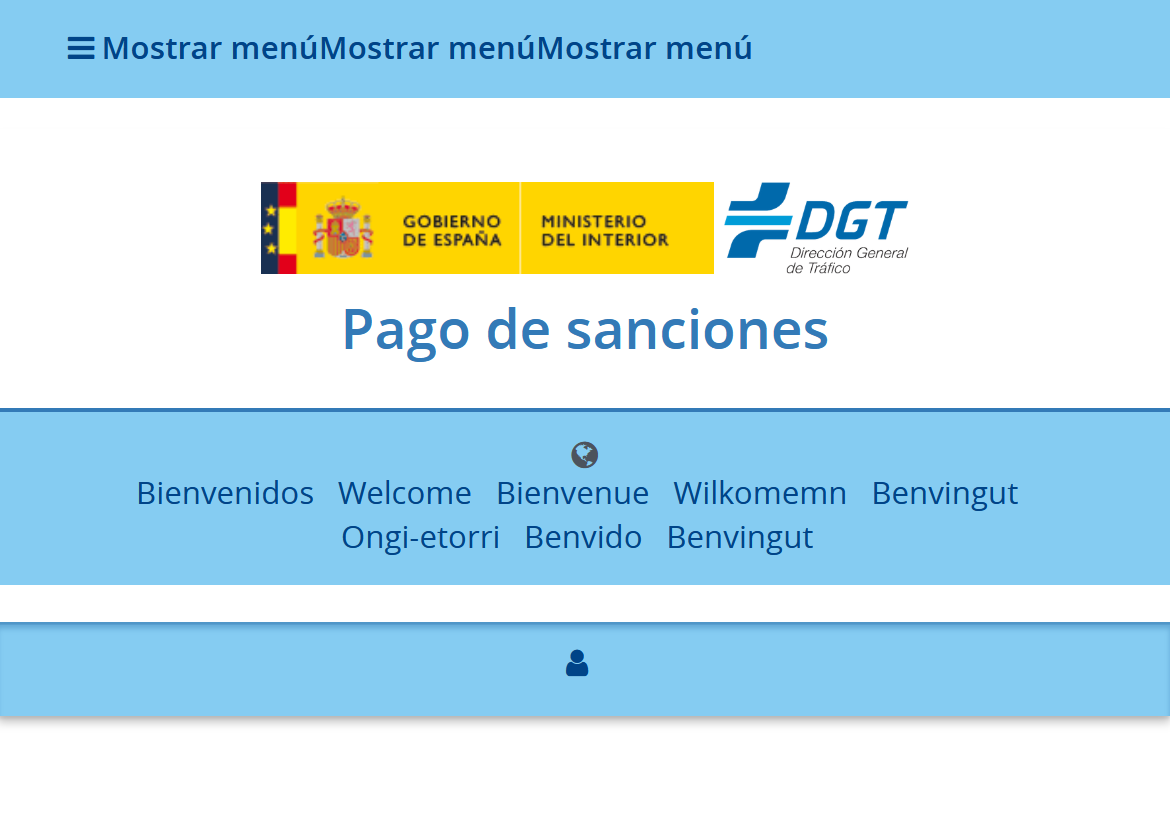 Mostrar menúMostrar menúMostrar menú
GOBIERNO MINISTERIO
DE ESPAÑA DEL INTERIOR
DGT
Dirección General
de Tráfico
Pago de sanciones
Bienvenidos Welcome Bienvenue Wilkomemn Benvingut
Ongi-etorri Benvido Benvingut